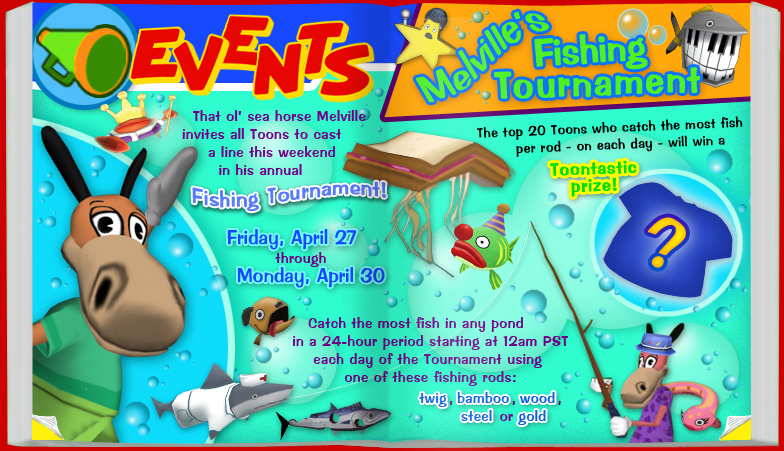 EVENTS
That ol' sea horse Melville
invites all Toons to cast
a line this weekend
in his annual
Fishing Tournament!
Friday, April 27
through
Monday, April 30
Melville's
Fishing
Tournament
The top 20 Toons who catch the most fish
per rod - on each day - will win a
Toontastic
prize!
?
Catch the most fish in any pond
in a 24-hour period starting at 12am PST
each day of the Tournament using
one of these fishing rods:
twig, bamboo, wood,
steel or gold